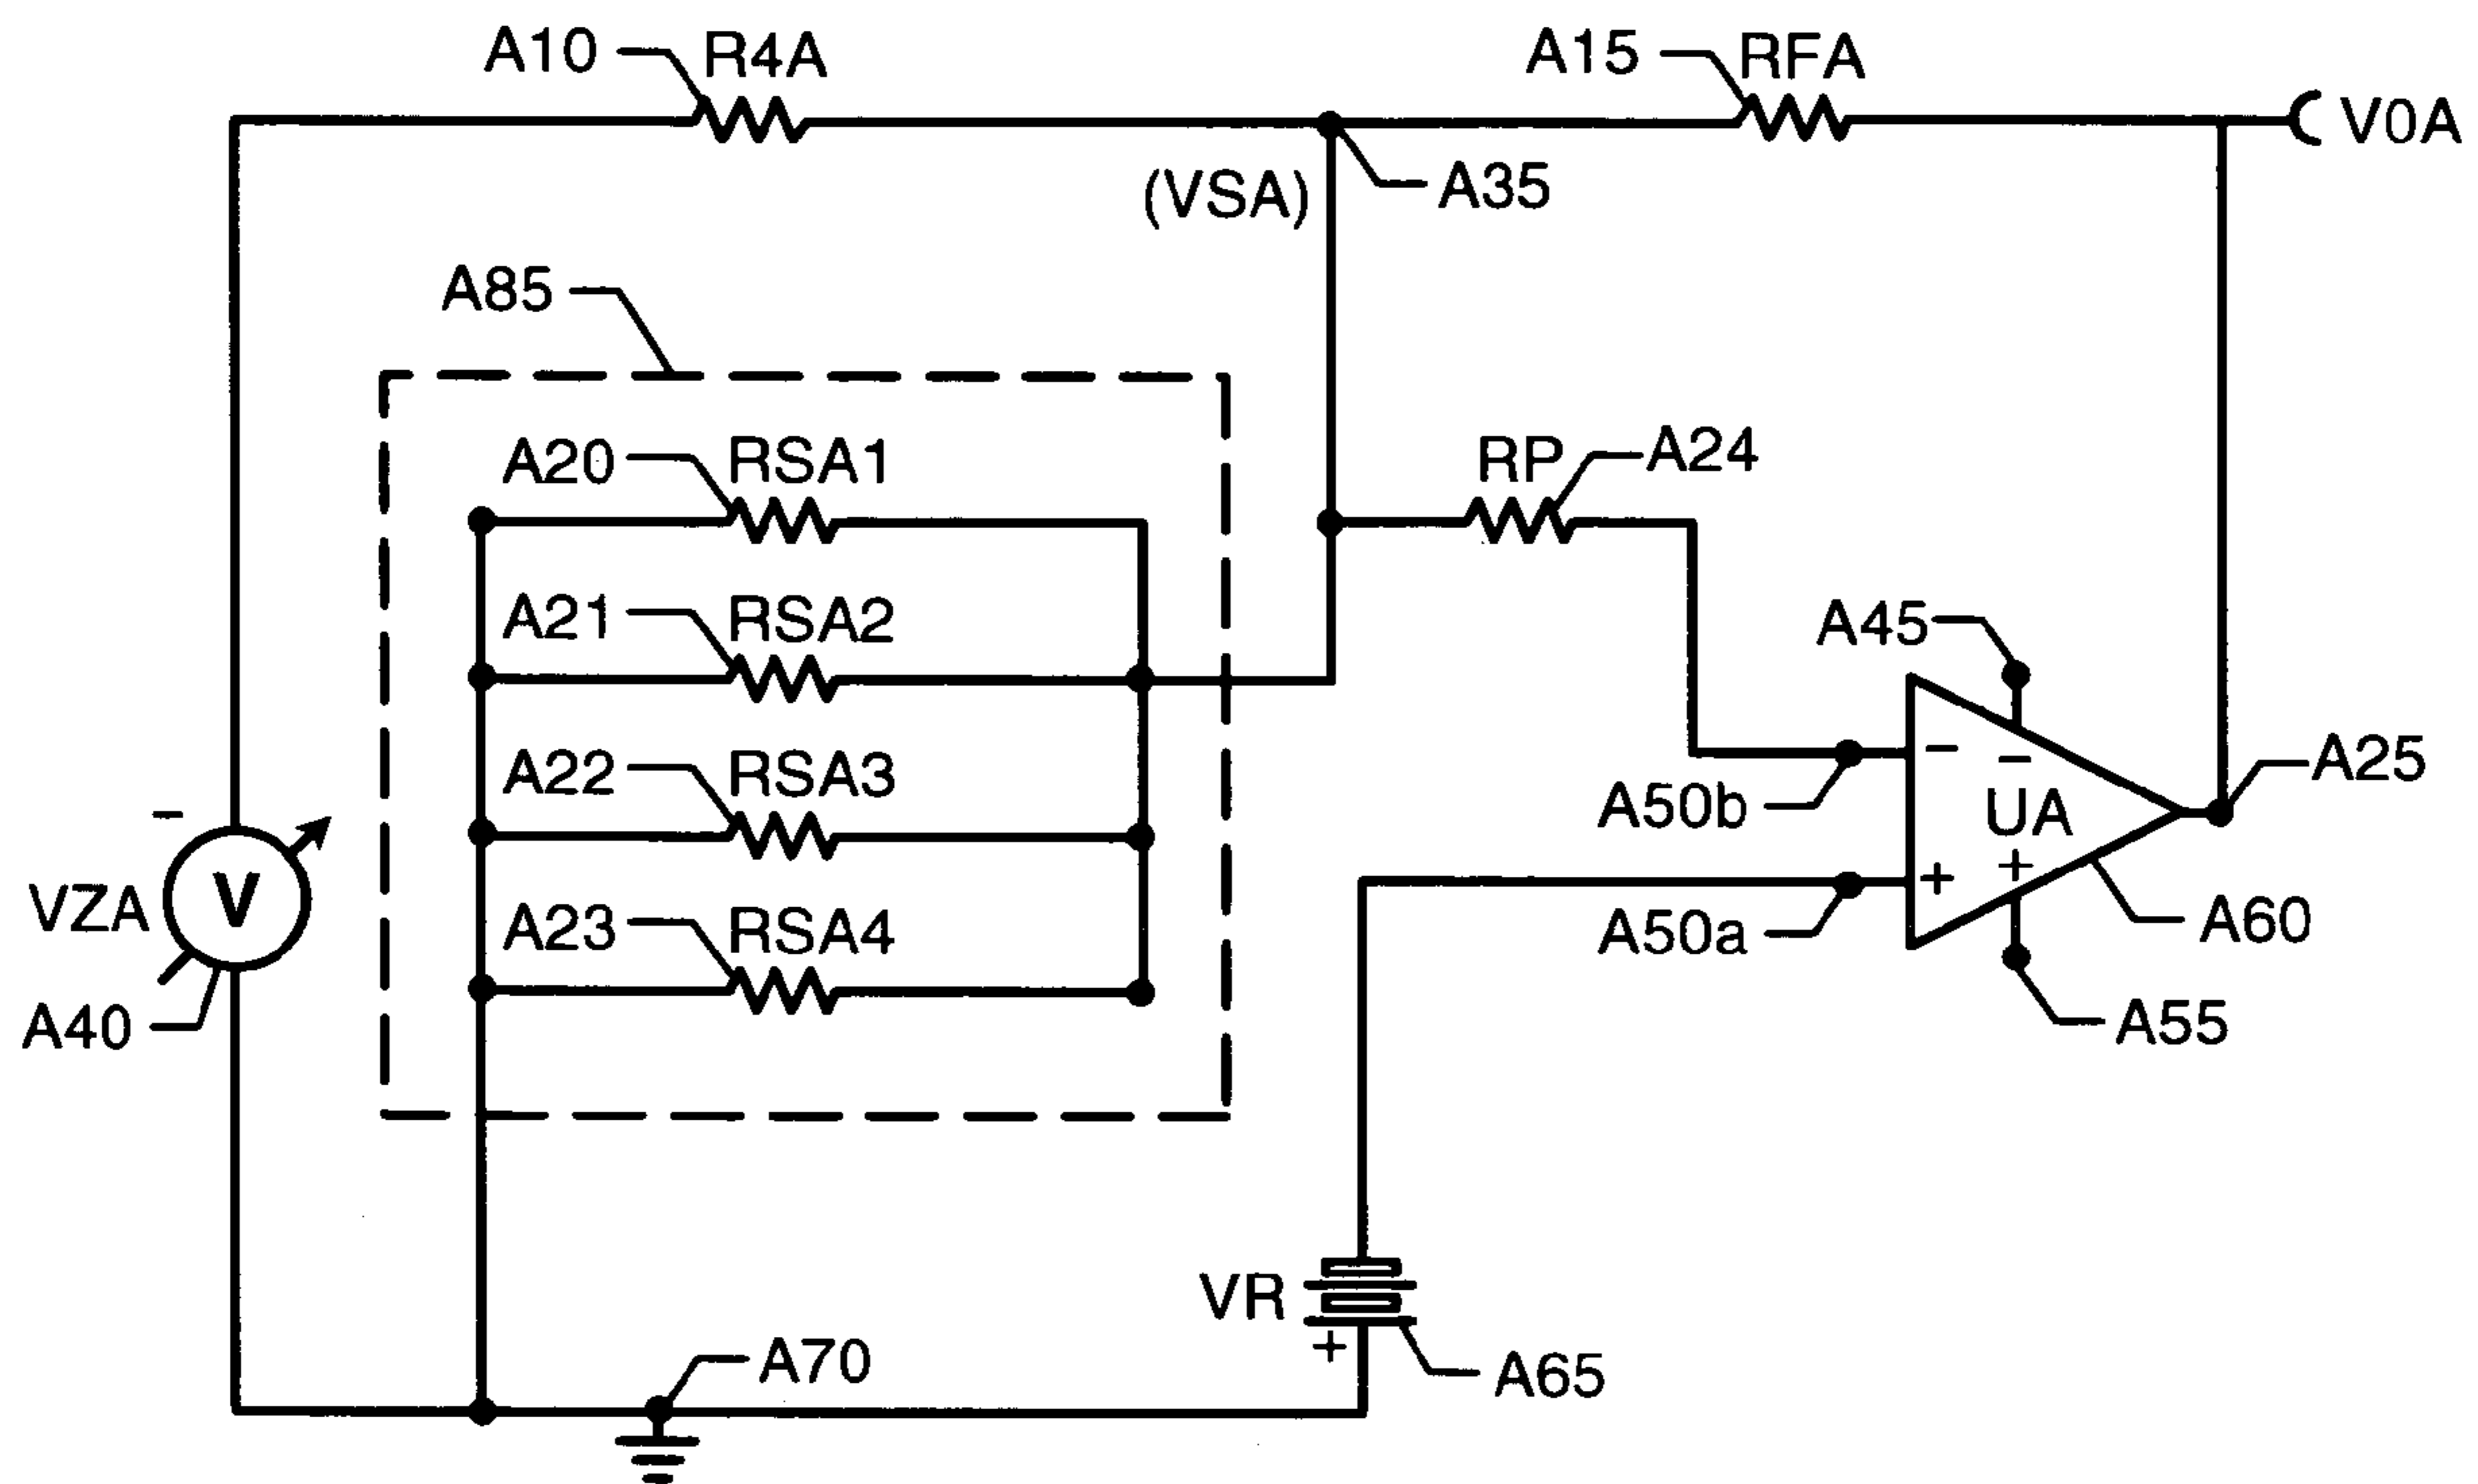 A10 R4A
A15 RFA
V0A
(VSA)
A35
A85
A20 RSA1
RP A24
A21 RSA2
A45
A22 RSA3
A50b
- -
UA
A25
-
VZA
V
A23 RSA4
A50a
+ +
A60
A40
A55
VR
+
A65
A70